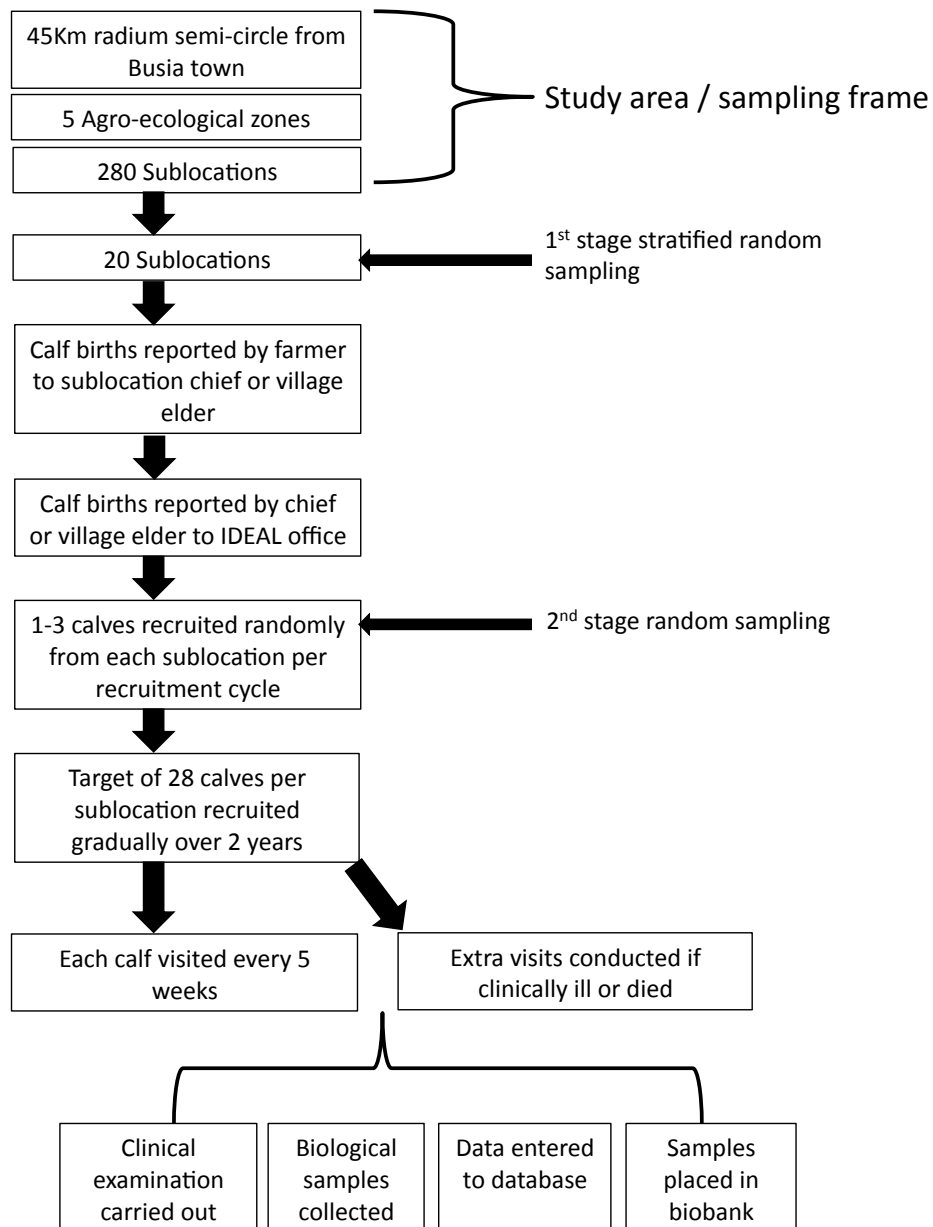 45Km radium semi-circle from
Busia town
Study area / sampling frame
5 Agro-ecological zones
280 Sublocations
1st stage stratified random
sampling
20 Sublocations
Calf births reported by farmer
to sublocation chief or village
elder
Calf births reported by chief
or village elder to IDEAL office
1-3 calves recruited randomly
from each sublocation per
recruitment cycle
2nd stage random sampling
Target of 28 calves per
sublocation recruited
gradually over 2 years
Each calf visited every 5
weeks
Extra visits conducted if
clinically ill or died
Clinical
examination
carried out
Biological
samples
collected
Data entered
to database
Samples
placed in
biobank